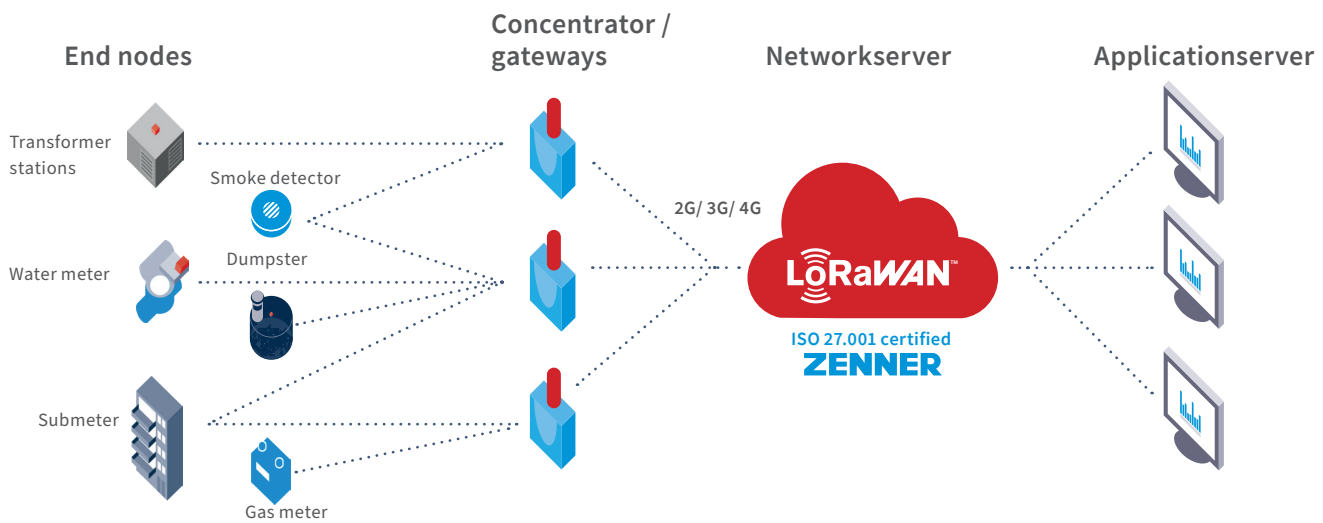 End nodes
Concentrator /
gateways
Networkserver
Applicationserver
Transformer
stations
Smoke detector
2G/ 3G/ 4G
Water meter
Dumpster
LoRaWAN™
ISO 27.001 certified
ZENNER
Submeter
Gas meter